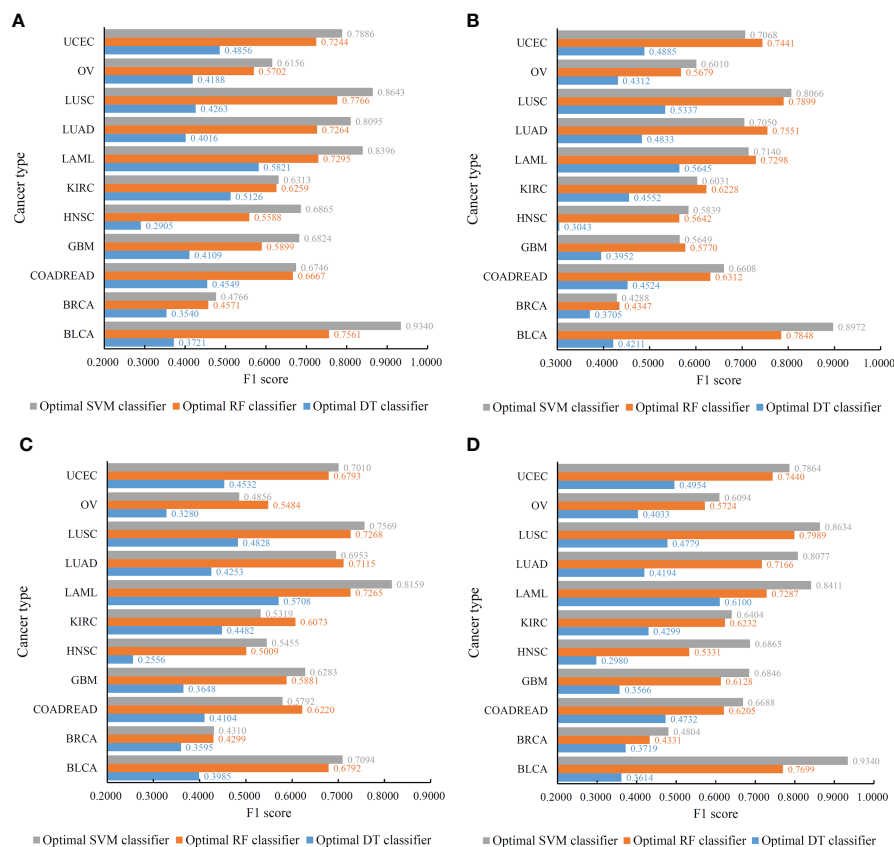 A
Cancer type
UCEC
0.7886
0.7244
0.4856
OV
0.6156
0.5702
0.4188
LUSC
0.8643
0.7766
0.4263
LUAD
0.8095
0.7264
0.4016
LAML
0.8396
0.7295
0.5821
KIRC
0.6313
0.6259
0.5126
HNSC
0.6865
0.5588
0.2905
GBM
0.6824
0.5899
0.4109
COADREAD
0.6746
0.6667
0.4549
BRCA
0.4766
0.4571
0.3540
BLCA
0.9340
0.7561
0.3721
0.2000 0.3000 0.4000 0.5000 0.6000 0.7000 0.8000 0.9000 1.0000
F1 score
Optimal SVM classifier Optimal RF classifier Optimal DT classifier
B
Cancer type
UCEC
0.7068
0.7441
0.4885
OV
0.6010
0.5679
0.4312
LUSC
0.8066
0.7899
0.5337
LUAD
0.7050
0.7551
0.4833
LAML
0.7140
0.7298
0.5645
KIRC
0.6031
0.6228
0.4552
HNSC
0.5839
0.5642
0.3043
GBM
0.5649
0.5770
0.3952
COADREAD
0.6608
0.6312
0.4524
BRCA
0.4288
0.4347
0.3705
BLCA
0.8972
0.7848
0.4211
0.3000 0.4000 0.5000 0.6000 0.7000 0.8000 0.9000 1.0000
F1 score
Optimal SVM classifier Optimal RF classifier Optimal DT classifier
C
Cancer type
UCEC
0.7010
0.6793
0.4532
OV
0.4856
0.5484
0.3280
LUSC
0.7569
0.7268
0.4828
LUAD
0.6953
0.7115
0.4253
LAML
0.8159
0.7265
0.5708
KIRC
0.5319
0.6073
0.4482
HNSC
0.5455
0.5009
0.2556
GBM
0.6283
0.5881
0.3648
COADREAD
0.5792
0.6220
0.4104
BRCA
0.4310
0.4299
0.3595
BLCA
0.7094
0.6792
0.3985
0.2000 0.3000 0.4000 0.5000 0.6000 0.7000 0.8000 0.9000
F1 score
Optimal SVM classifier Optimal RF classifier Optimal DT classifier
D
Cancer type
UCEC
0.7864
0.7440
0.4954
OV
0.6094
0.5724
0.4033
LUSC
0.8634
0.7989
0.4779
LUAD
0.8077
0.7166
0.4194
LAML
0.8411
0.7287
0.6100
KIRC
0.6404
0.6232
0.4299
HNSC
0.6865
0.5331
0.2980
GBM
0.6846
0.6128
0.3566
COADREAD
0.6688
0.6205
0.4732
BRCA
0.4804
0.4331
0.3719
BLCA
0.9340
0.7699
0.3614
0.2000 0.3000 0.4000 0.5000 0.6000 0.7000 0.8000 0.9000 1.0000
F1 score
Optimal SVM classifier Optimal RF classifier Optimal DT classifier